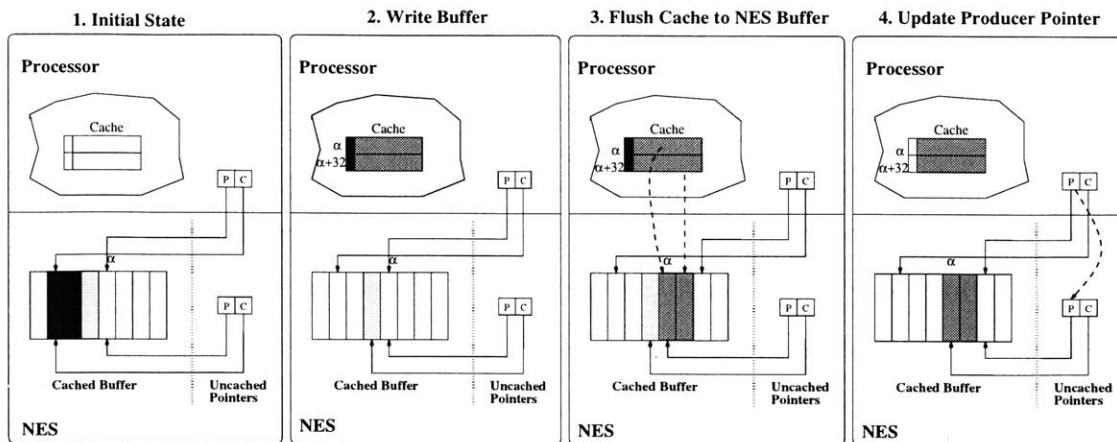 1. Initial State
Processor
Cache
P C
α
P C
Cached Buffer
Uncached
Pointers
NES
2. Write Buffer
Processor
Cache
α
α+32
P C
α
P C
Cached Buffer
Uncached
Pointers
NES
3. Flush Cache to NES Buffer
Processor
Cache
α
α+32
P C
α
P C
Cached Buffer
Uncached
Pointers
NES
4. Update Producer Pointer
Processor
Cache
α
α+32
P C
α
P C
Cached Buffer
Uncached
Pointers
NES